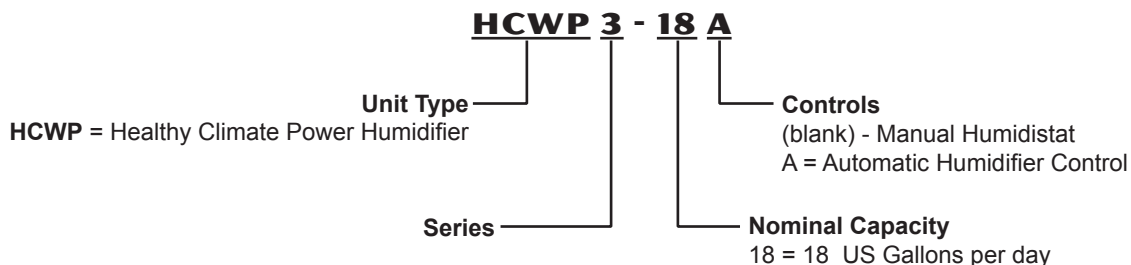 HCWP 3 - 18 A
Unit Type
HCWP = Healthy Climate Power Humidifier
Controls
(blank) - Manual Humidistat
A = Automatic Humidifier Control
Series
Nominal Capacity
18 = 18 US Gallons per day